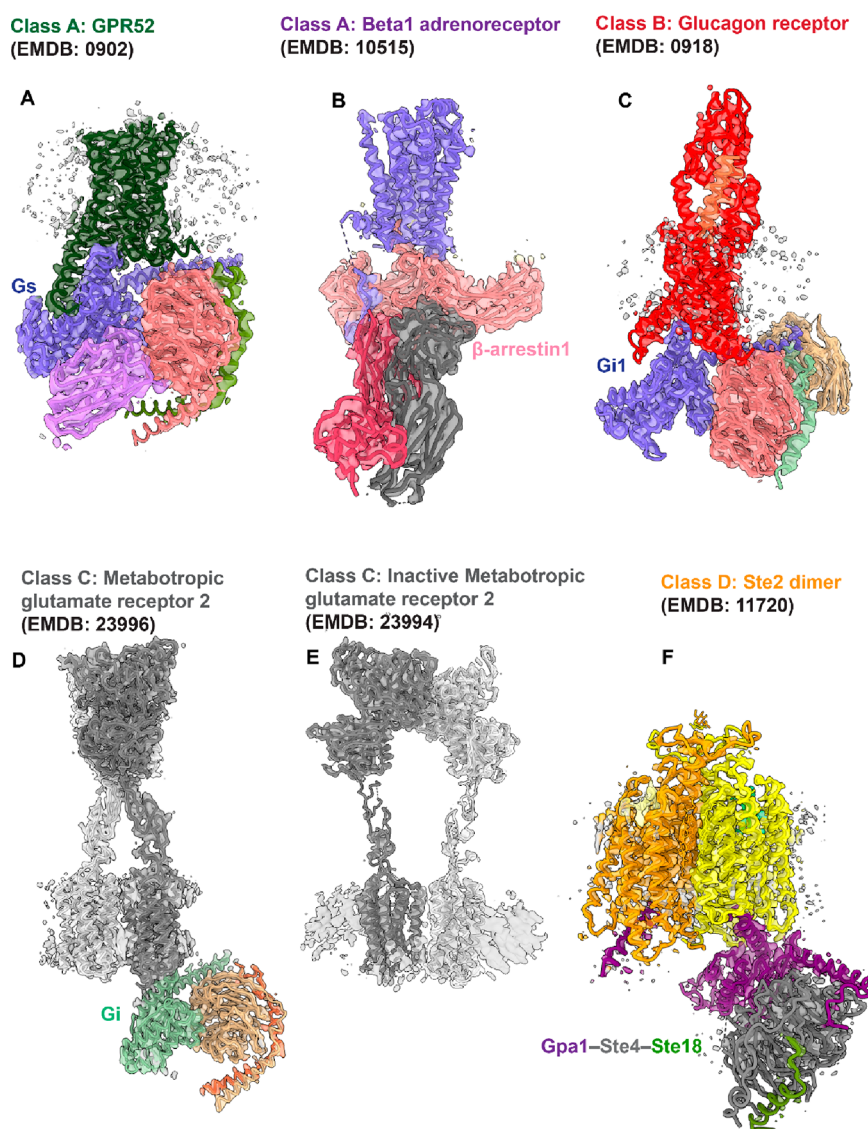 Class A: GPR52
(EMDB: 0902)
Class A: Beta1 adrenoreceptor
(EMDB: 10515)
Class B: Glucagon receptor
(EMDB: 0918)
A
B
C
Gs
β-arrestin1
Gi1
Class C: Metabotropic
glutamate receptor 2
(EMDB: 23996)
Class C: Inactive Metabotropic
glutamate receptor 2
(EMDB: 23994)
Class D: Ste2 dimer
(EMDB: 11720)
D
E
F
Gi
Gpa1–Ste4–Ste18